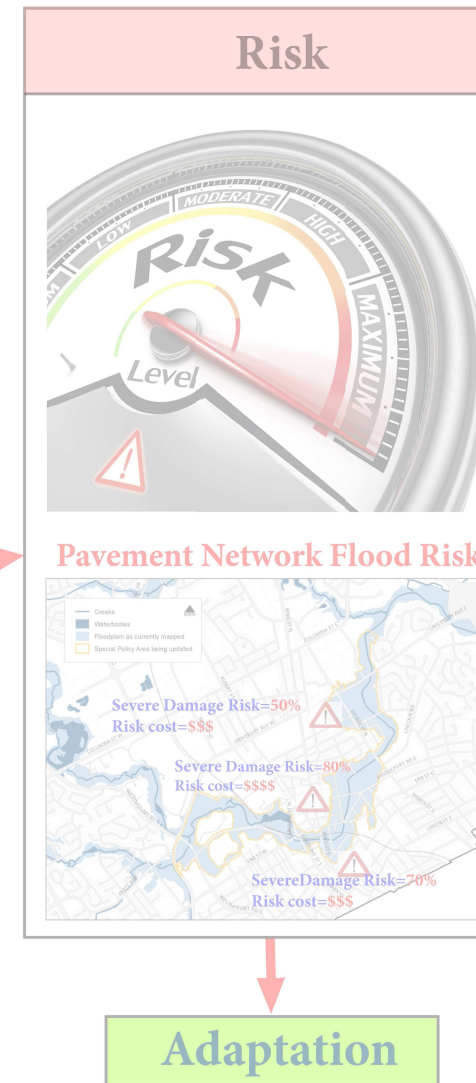 Risk
LOW
MODERATE
HIGH
MAXIMUM
Risk
Level
Pavement Network Flood Risk
Creeks
Waterbodies
Floodplain as currently mapped
Special Policy Area being updated
Severe Damage Risk=50%
Risk cost=$$$
Severe Damage Risk=80%
Risk cost=$$$$
SevereDamage Risk=70%
Risk cost=$$$
Adaptation